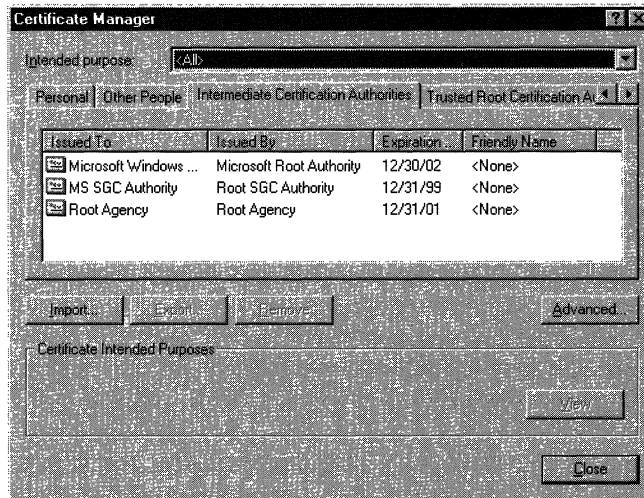 Certificate Manager
Intended purpose: <All>
Personal Other People Intermediate Certification Authorities Trusted Root Certification Au
Issued To Issued By Expiration ... Friendly Name
Microsoft Windows ... Microsoft Root Authority 12/30/02 <None>
MS SGC Authority Root SGC Authority 12/31/99 <None>
Root Agency Root Agency 12/31/01 <None>
Import... Export... Remove Advanced...
Certificate Intended Purposes
View
Close